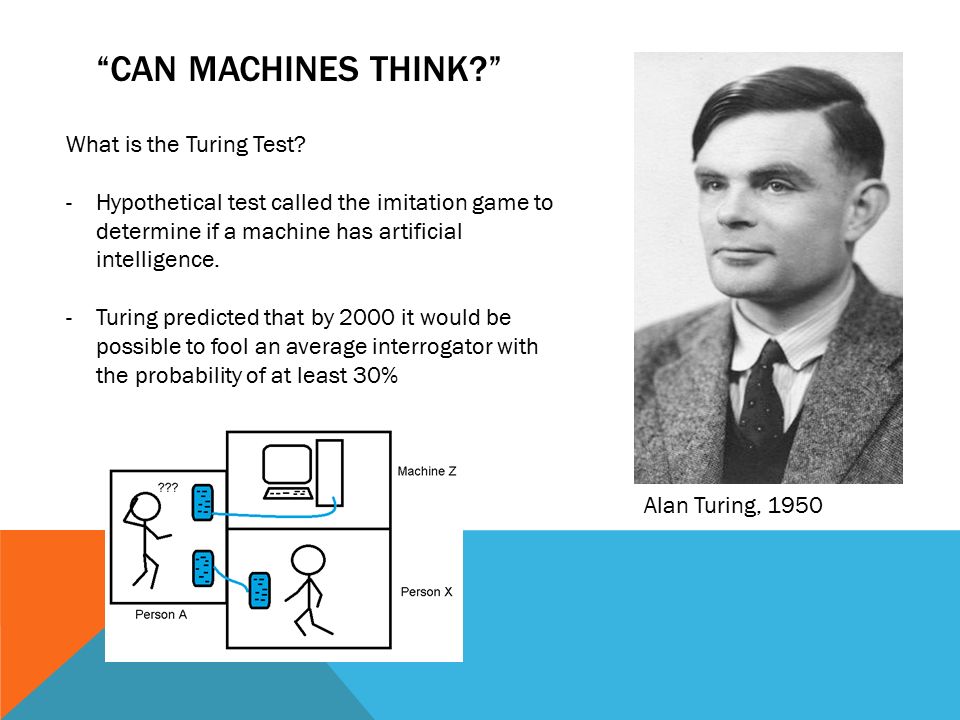 “CAN MACHINES THINK?”
What is the Turing Test?
- Hypothetical test called the imitation game to
determine if a machine has artificial
intelligence.
- Turing predicted that by 2000 it would be
possible to fool an average interrogator with
the probability of at least 30%
???
Machine Z
Person A
Person X
Alan Turing, 1950